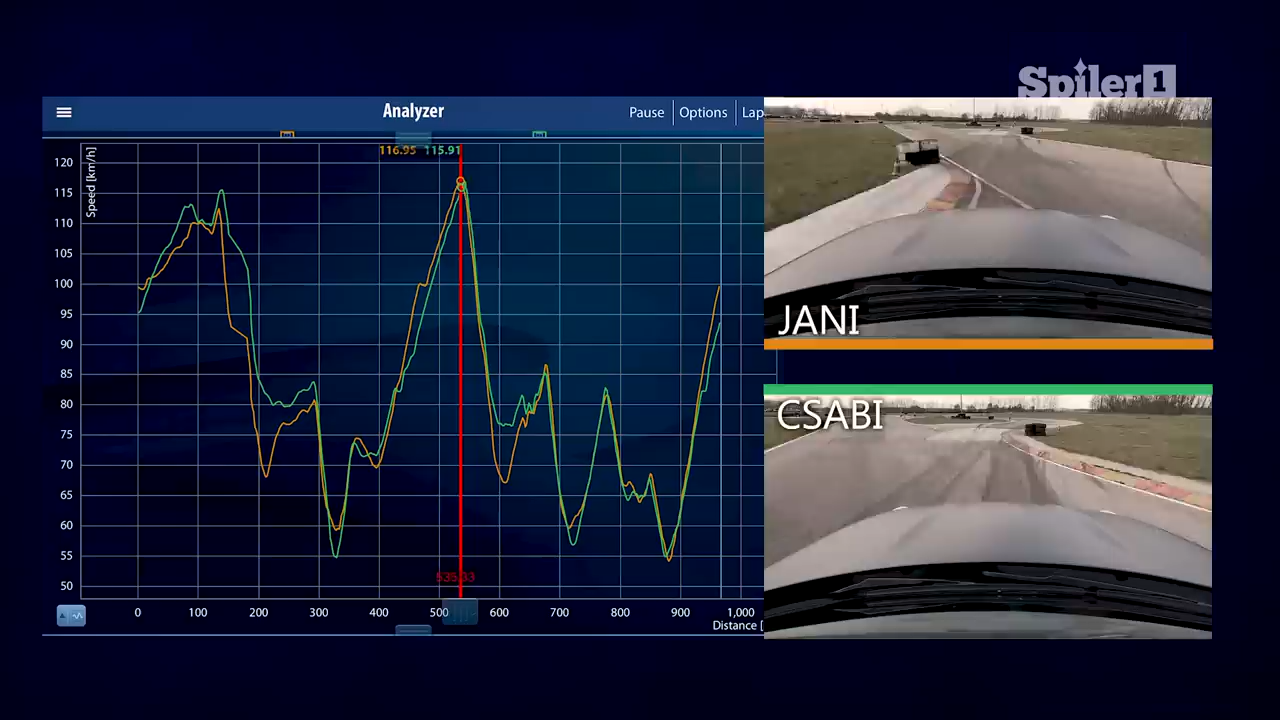 Spíler1
Analyzer
Pause
Options
Lap
116.95 115.91
Speed [km/h]
120
115
110
105
100
95
90
85
80
75
70
65
60
55
50
0 100 200 300 400 500 600 700 800 900 1,000
Distance [
JANI
CSABI